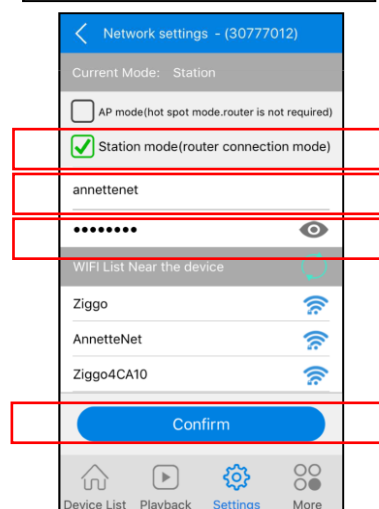 Network settings - (30777012)
Current Mode: Station
AP mode(hot spot mode.router is not required)
Station mode(router connection mode)
annettenet
••••••••
WIFI List Near the device
Ziggo
AnnetteNet
Ziggo4CA10
Confirm
Device List Playback Settings More